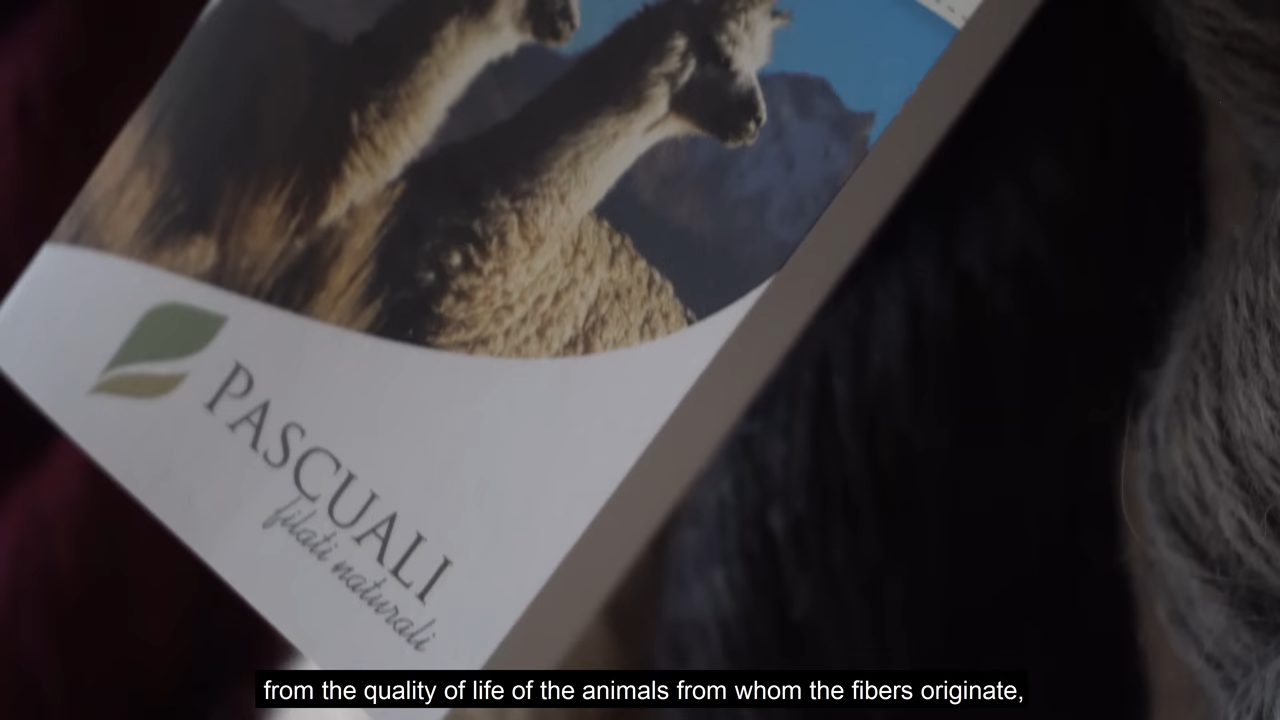 PASCUALI
filati naturali
from the quality of life of the animals from whom the fibers originate,